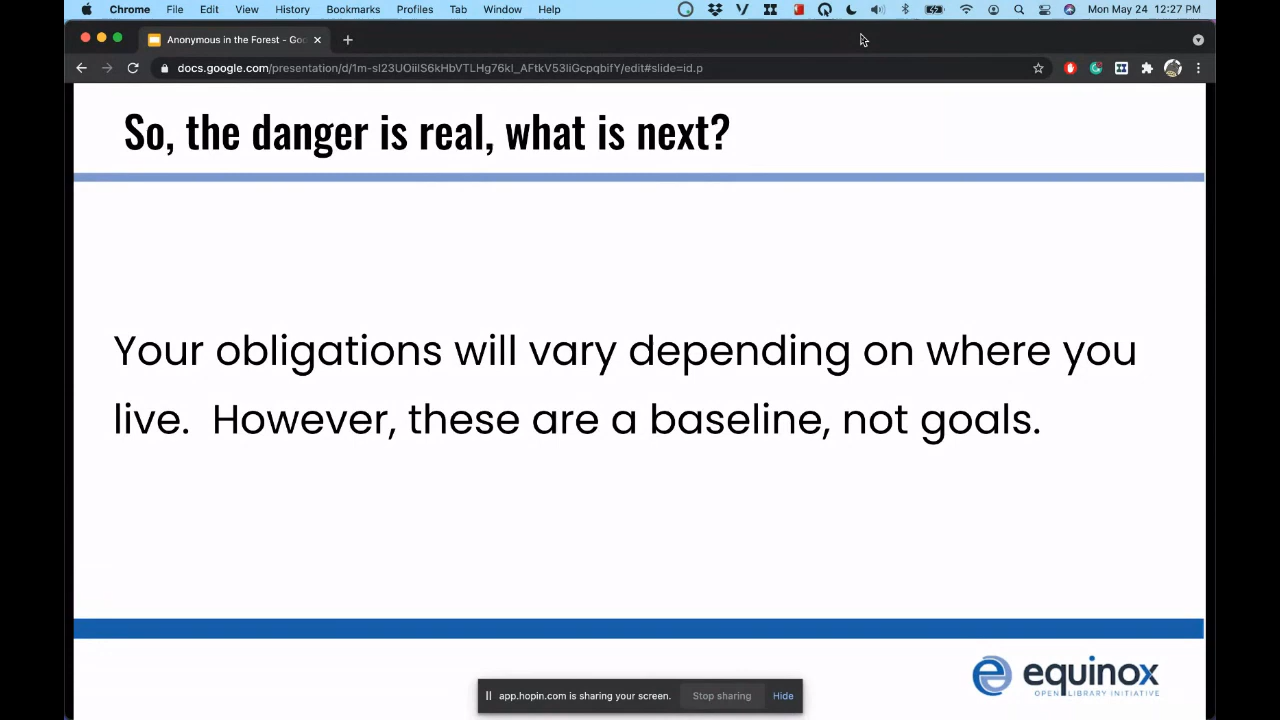 Chrome File Edit View History Bookmarks Profiles Tab Window Help Mon May 24 12:27 PM
Anonymous in the Forest - Goo
So, the danger is real, what is next?
Your obligations will vary depending on where you
live. However, these are a baseline, not goals.
equinox
OPEN LIBRARY INITIATIVE
app.hopin.com is sharing your screen. Stop sharing Hide